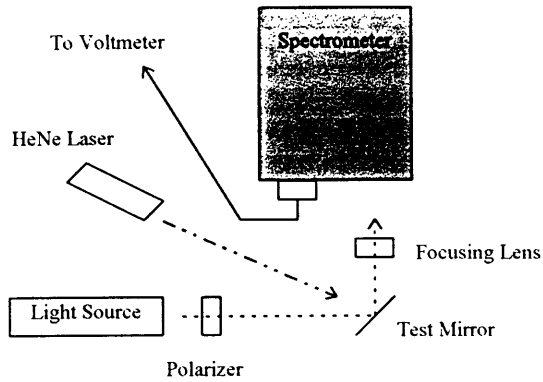 Spectrometer
To Voltmeter
HeNe Laser
Focusing Lens
Light Source
Test Mirror
Polarizer